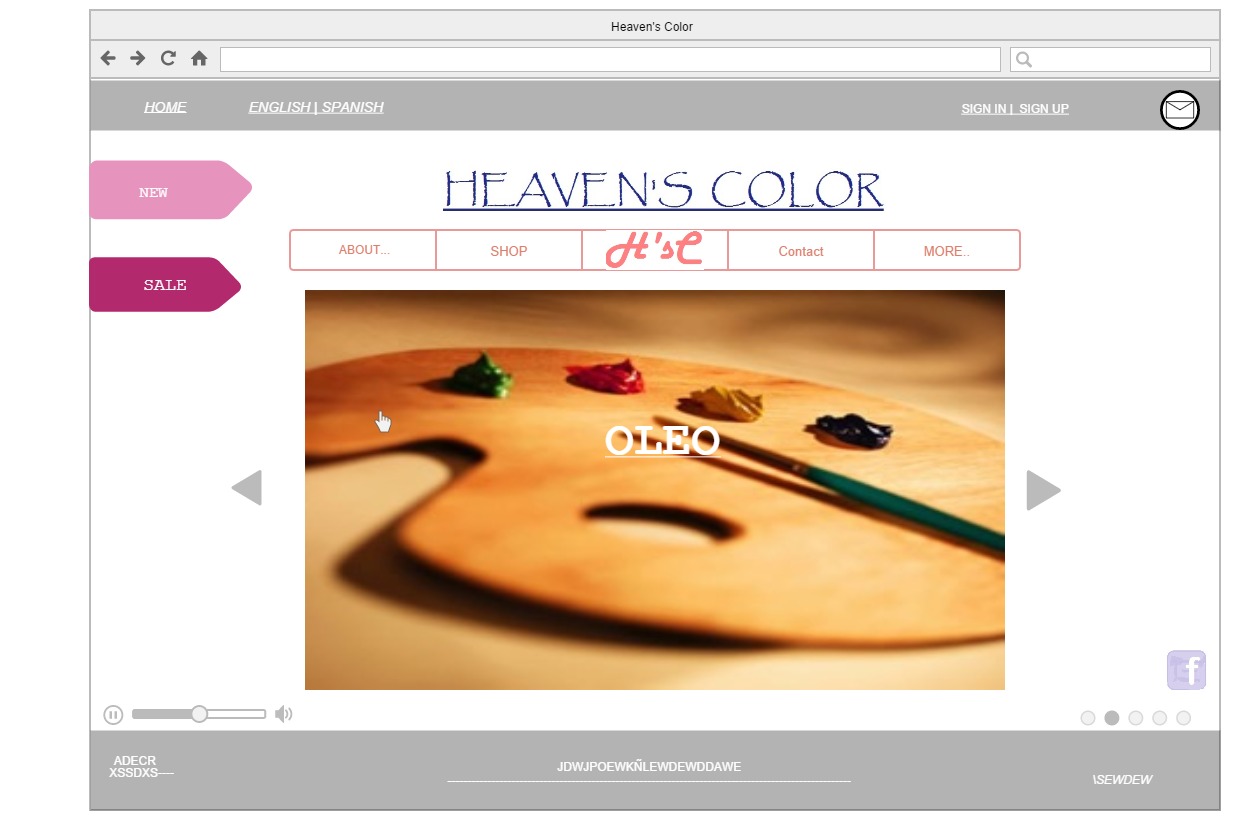 Heaven's Color
HOME
ENGLISH | SPANISH
SIGN IN | SIGN UP
NEW
HEAVEN'S COLOR
ABOUT...
SHOP
H'sC
Contact
MORE..
SALE
OLEO
f
ADECR
XSSDXS-----
JDWJPOEWKÑLEWDEWDDAWE
\SEWDEW